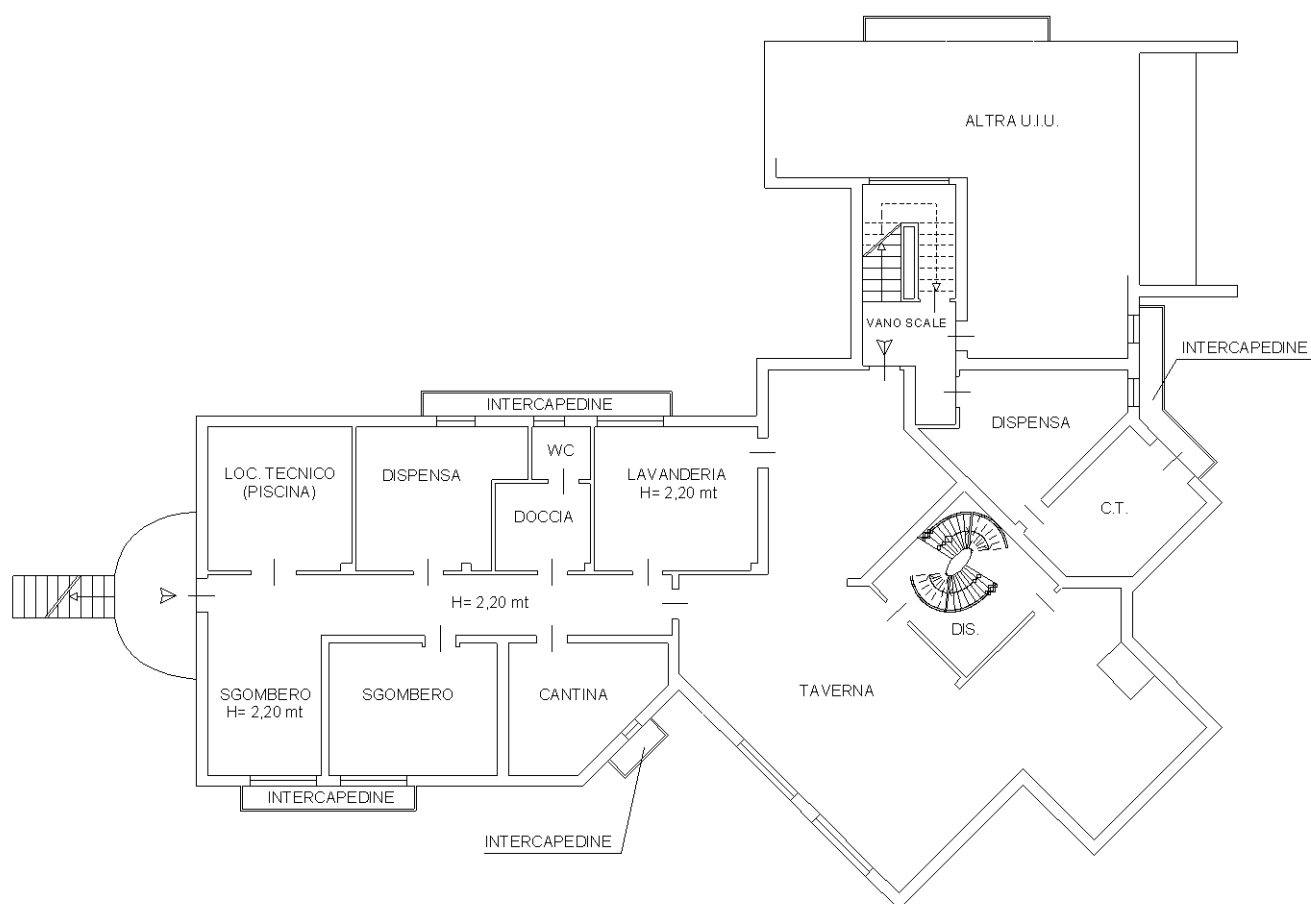 ALTRA U.I.U.
VANO SCALE
INTERCAPEDINE
INTERCAPEDINE
DISPENSA
WC
LOC. TECNICO
(PISCINA)
DISPENSA
LAVANDERIA
H= 2,20 mt
DOCCIA
C.T.
H= 2,20 mt
DIS.
SGOMBERO
H= 2,20 mt
SGOMBERO
CANTINA
TAVERNA
INTERCAPEDINE
INTERCAPEDINE